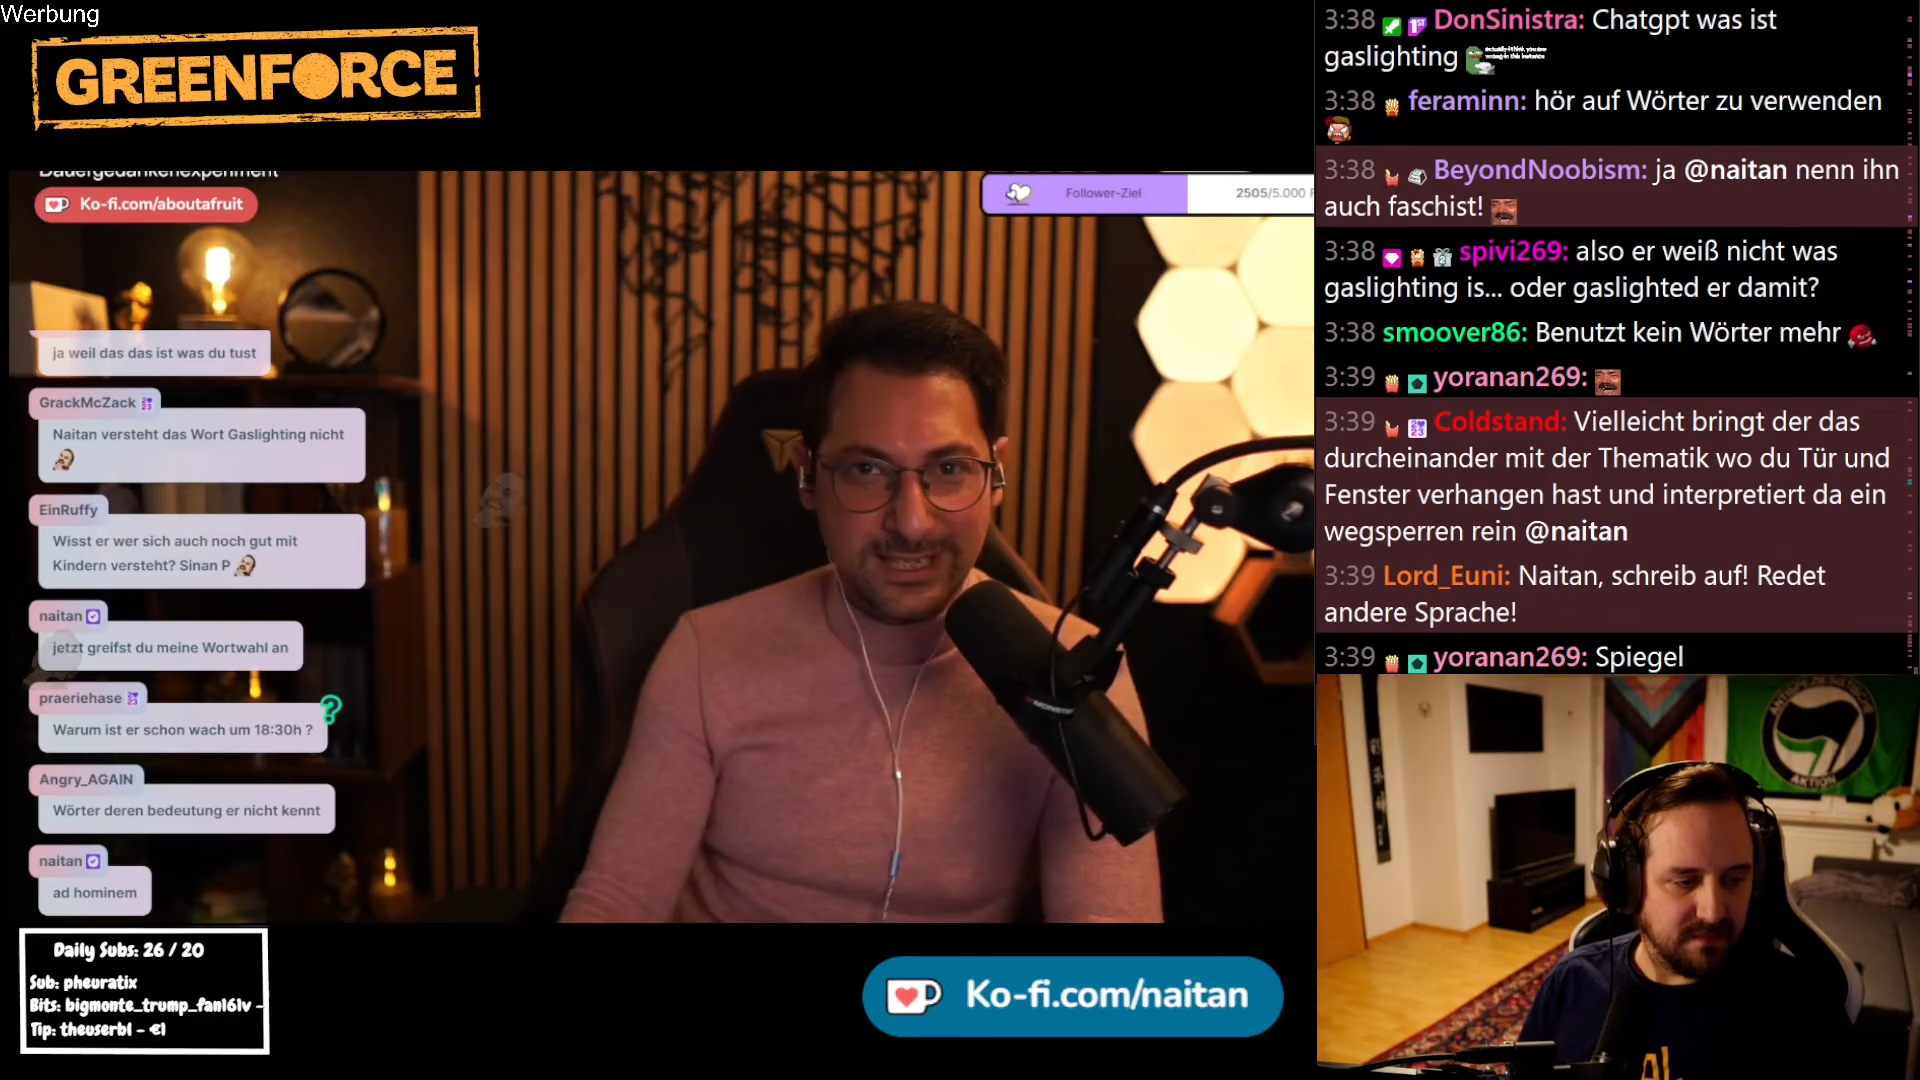 Werbung
GREENFORCE
Dauergedankenexperiment
Ko-fi.com/aboutafruit
Follower-Ziel
2505/5.000 F
ja weil das das ist was du tust
GrackMcZack
Naitan versteht das Wort Gaslighting nicht
EinRuffy
Wisst er wer sich auch noch gut mit
Kindern versteht? Sinan P
naitan
jetzt greifst du meine Wortwahl an
praeriehase
Warum ist er schon wach um 18:30h ?
Angry_AGAIN
Wörter deren bedeutung er nicht kennt
naitan
ad hominem
Daily Subs: 26 / 20
Sub: pheuratix
Bits: bigmonte_trump_fan161v -
Tip: theuserb1 - €1
Ko-fi.com/naitan
3:38 DonSinistra: Chatgpt was ist
gaslighting
3:38 feraminn: hör auf Wörter zu verwenden
3:38 BeyondNoobism: ja @naitan nenn ihn
auch faschist!
3:38 spivi269: also er weiß nicht was
gaslighting is... oder gaslighted er damit?
3:38 smoover86: Benutzt kein Wörter mehr
3:39 yoranan269:
3:39 Coldstand: Vielleicht bringt der das
durcheinander mit der Thematik wo du Tür und
Fenster verhangen hast und interpretiert da ein
wegsperren rein @naitan
3:39 Lord_Euni: Naitan, schreib auf! Redet
andere Sprache!
3:39 yoranan269: Spiegel
AKTION